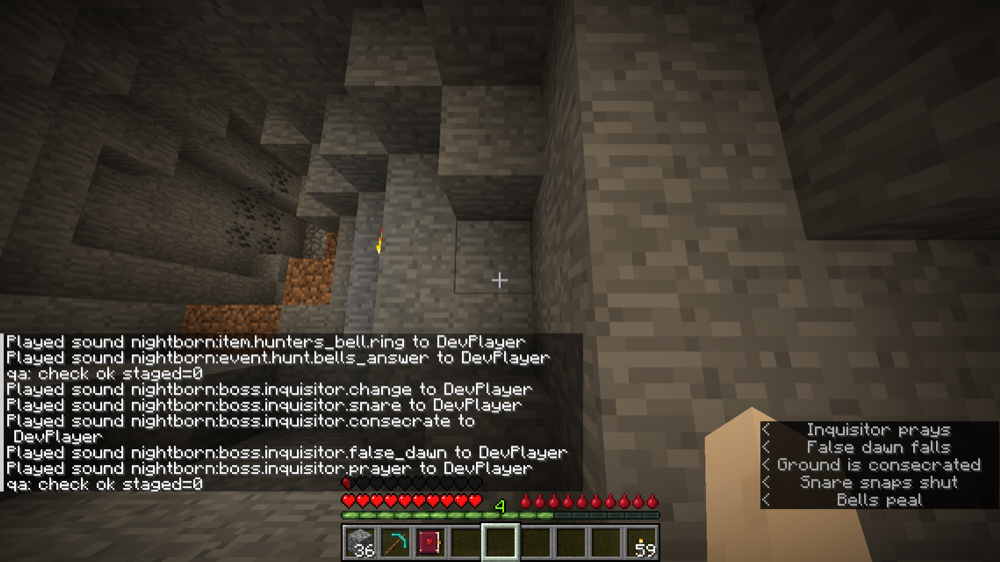 Played sound nightborn:item.hunters_bell.ring to DevPlayer
Played sound nightborn:event.hunt.bells_answer to DevPlayer
qa: check ok staged=0
Played sound nightborn:boss.inquisitor.change to DevPlayer
Played sound nightborn:boss.inquisitor.snare to DevPlayer
Played sound nightborn:boss.inquisitor.consecrate to
DevPlayer
Played sound nightborn:boss.inquisitor.false_dawn to DevPlayer
Played sound nightborn:boss.inquisitor.prayer to DevPlayer
qa: check ok staged=0
< Inquisitor prays
< False dawn falls
< Ground is consecrated
< Snare snaps shut
< Bells peal
4
36
59